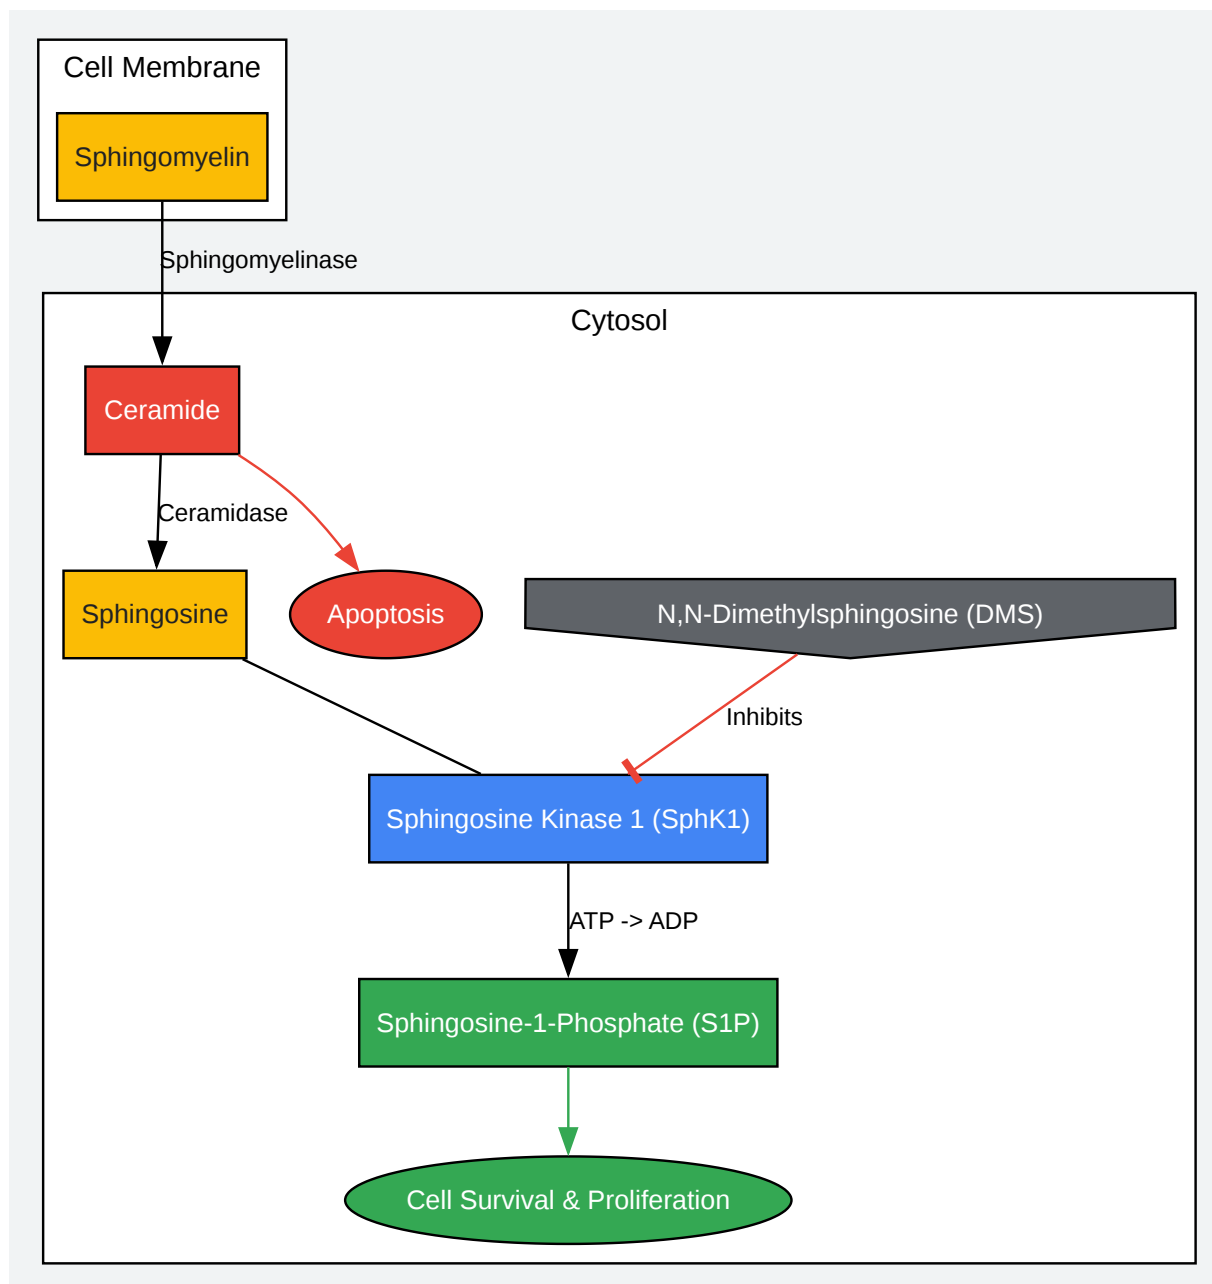 Cell Membrane
Sphingomyelin
Sphingomyelinase
Cytosol
Ceramide
Ceramidase
Sphingosine
Apoptosis
N,N-Dimethylsphingosine (DMS)
Inhibits
Sphingosine Kinase 1 (SphK1)
ATP -> ADP
Sphingosine-1-Phosphate (S1P)
Cell Survival & Proliferation